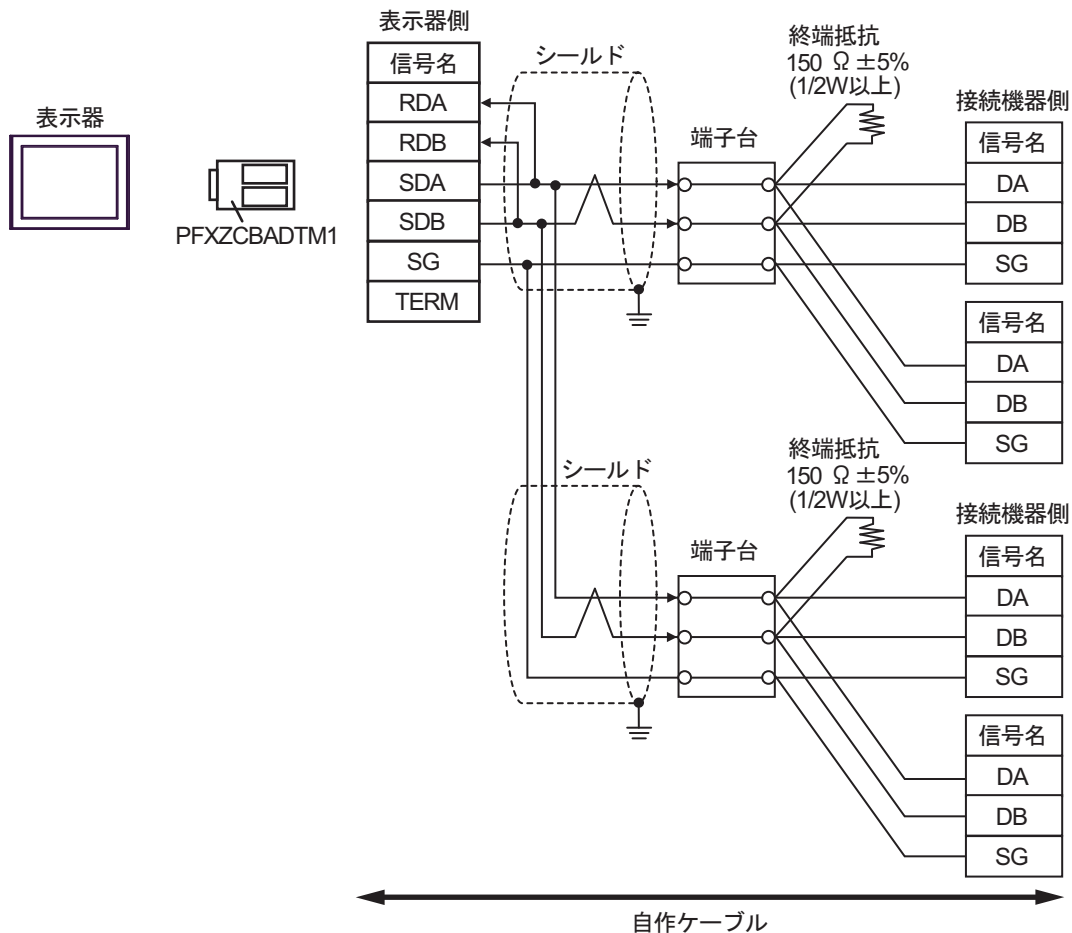 表示器
PFXZCBADTM1
表示器側
信号名
RDA
RDB
SDA
SDB
SG
TERM
シールド
端子台
終端抵抗
150 Ω ±5%
(1/2W以上)
接続機器側
信号名
DA
DB
SG
信号名
DA
DB
SG
シールド
端子台
終端抵抗
150 Ω ±5%
(1/2W以上)
接続機器側
信号名
DA
DB
SG
信号名
DA
DB
SG
自作ケーブル